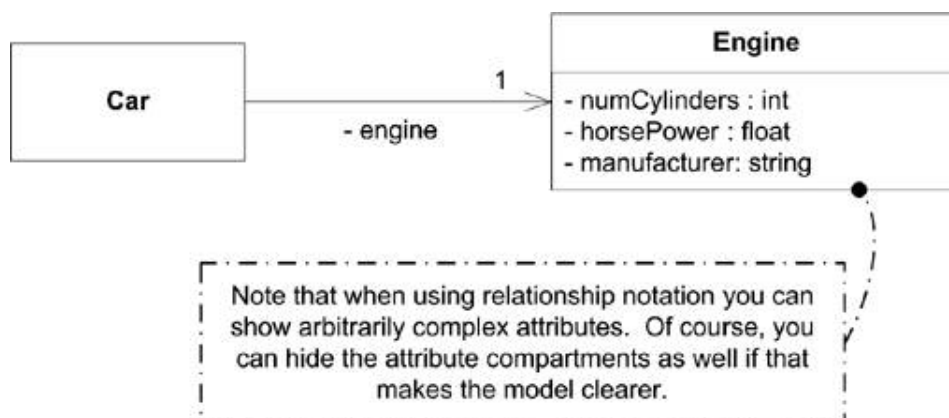 Car
1
- engine
Engine
- numCylinders : int
- horsePower : float
- manufacturer: string
Note that when using relationship notation you can
show arbitrarily complex attributes. Of course, you
can hide the attribute compartments as well if that
makes the model clearer.